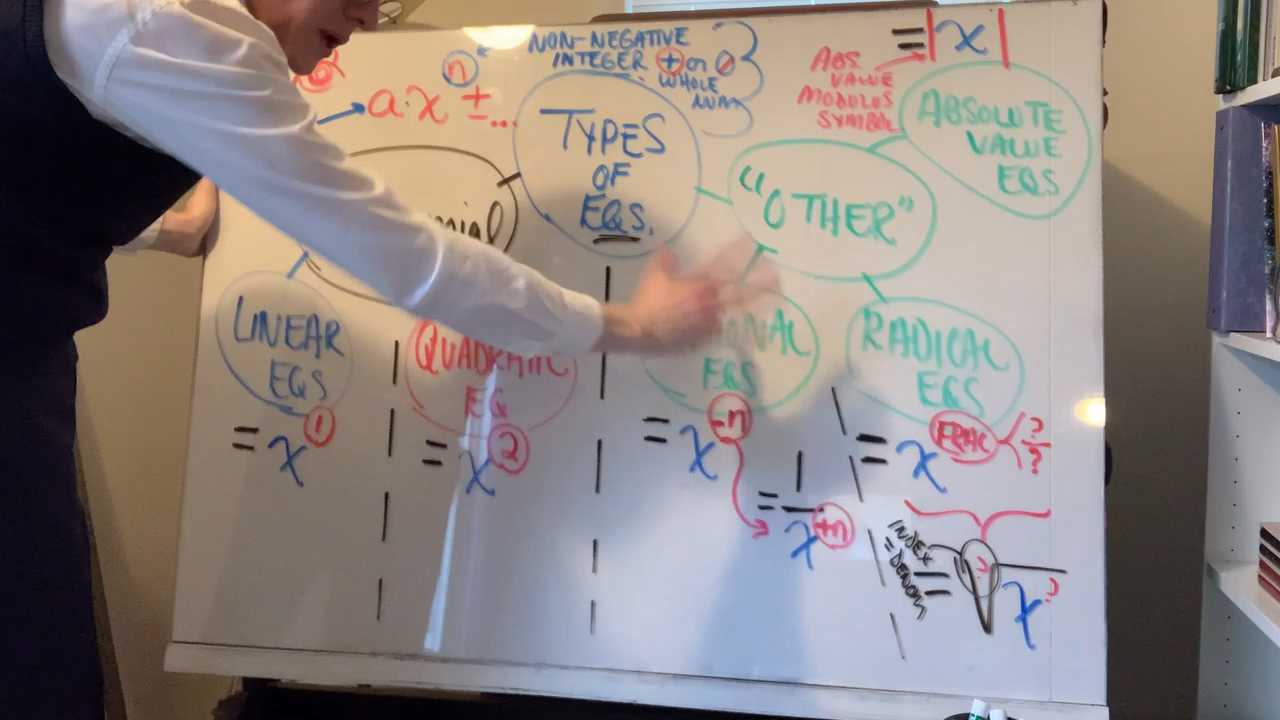 NON-NEGATIVE
INTEGER + or 0
WHOLE
NUM
n
a·x ± ...
= |x|
ABS.
VALUE
MODULUS
SYMBOL
ABSOLUTE
VALUE
EQS
TYPES
OF
EQS.
"OTHER"
LINEAR
EQS
= x^1
QUADRATIC
EQ
= x^2
EQS
= x^-n
= 1/x^+n
RADICAL
EQS
= x^FRAC ?/?
INDEX
= DENOM
= ?√x^?